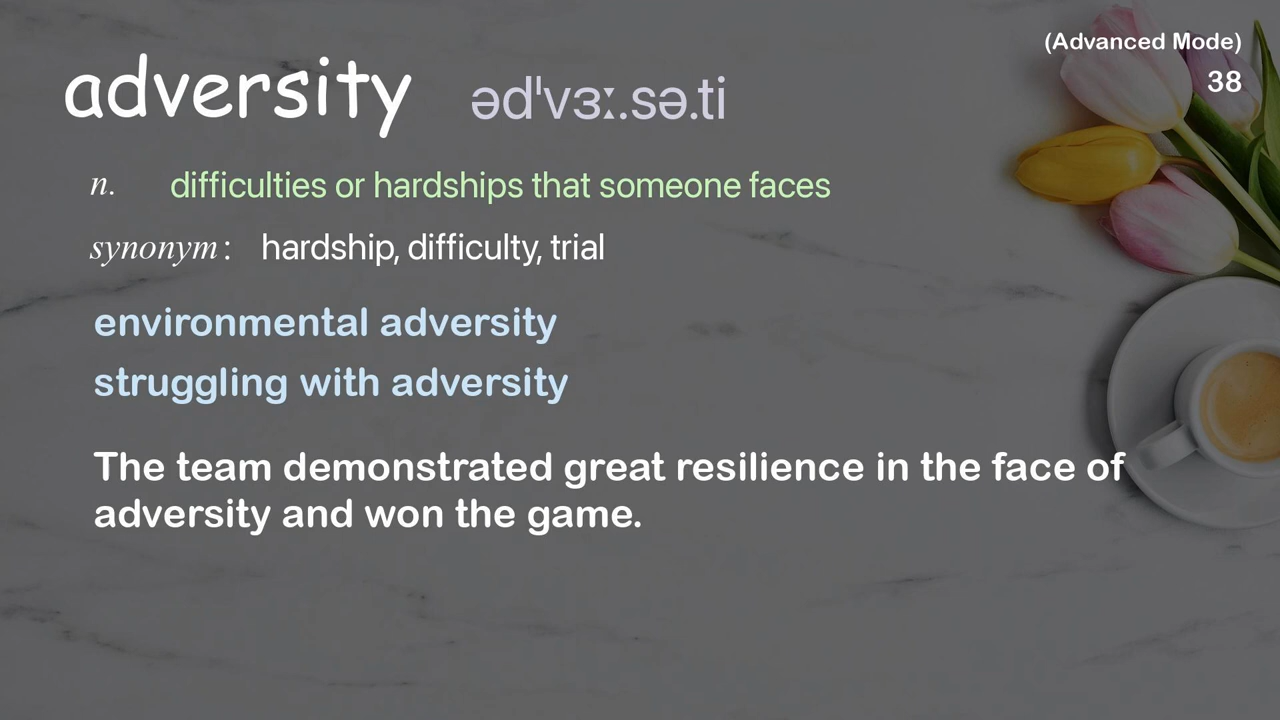 (Advanced Mode)
38
adversity ədˈvɜː.sə.ti
n. difficulties or hardships that someone faces
synonym: hardship, difficulty, trial
environmental adversity
struggling with adversity
The team demonstrated great resilience in the face of
adversity and won the game.